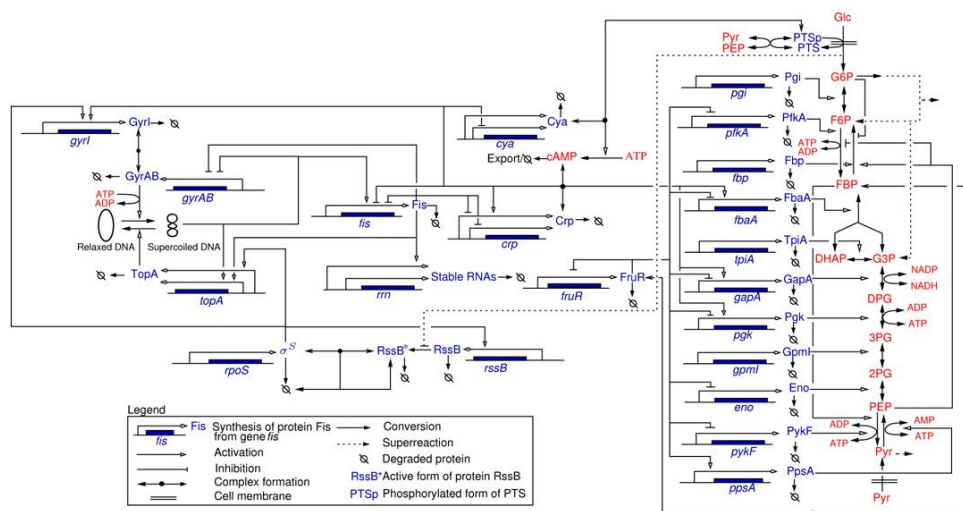 Glc
Pyr
PEP
PTSp
PTS
Pgi
G6P
pgi
GyrI
gyrI
Cya
cya
PfkA
pfkA
F6P
ATP
ADP
Export/
cAMP
ATP
Fbp
fbp
FBP
GyrAB
gyrAB
ATP
ADP
Fis
fis
Crp
crp
FbaA
fbaA
Relaxed DNA
Supercoiled DNA
TpiA
tpiA
DHAP
G3P
TopA
topA
Stable RNAs
rrn
FruR
fruR
GapA
gapA
NADP
NADH
DPG
Pgk
pgk
ADP
ATP
3PG
σS
rpoS
RssB*
RssB
rssB
GpmI
gpmI
2PG
Eno
eno
PEP
ADP
ATP
AMP
ATP
PykF
pykF
Pyr
PpsA
ppsA
Pyr
Legend
Fis
fis
Synthesis of protein Fis
from gene fis
Activation
Inhibition
Complex formation
Cell membrane
Conversion
Superreaction
Degraded protein
RssB* Active form of protein RssB
PTSp Phosphorylated form of PTS